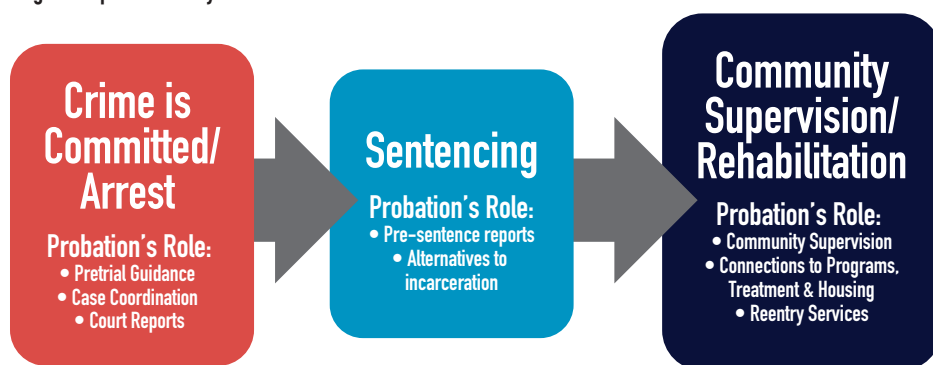 Crime is
Committed/
Arrest
Probation's Role:
• Pretrial Guidance
• Case Coordination
• Court Reports
Sentencing
Probation's Role:
• Pre-sentence reports
• Alternatives to
incarceration
Community
Supervision/
Rehabilitation
Probation's Role:
• Community Supervision
• Connections to Programs,
Treatment & Housing
• Reentry Services